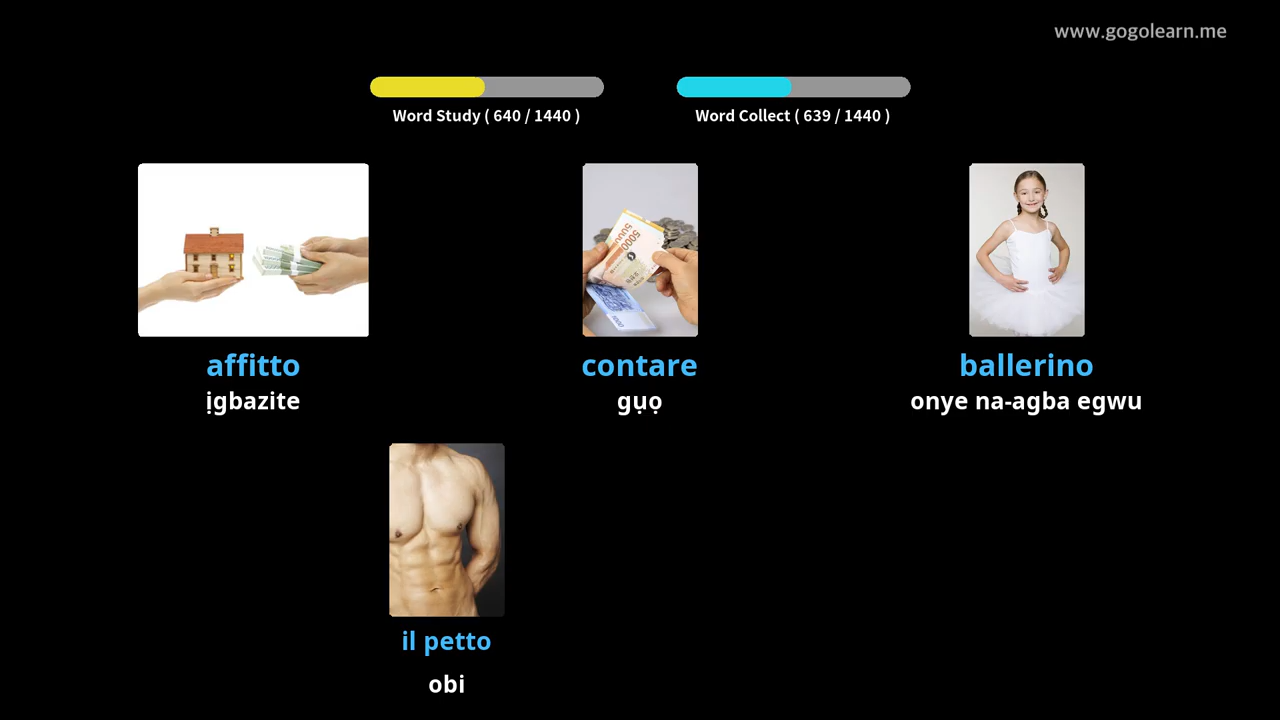 www.gogolearn.me
Word Study ( 640 / 1440 )
Word Collect ( 639 / 1440 )
5000
affitto
contare
ballerino
ịgbazite
gụọ
onye na-agba egwu
il petto
obi